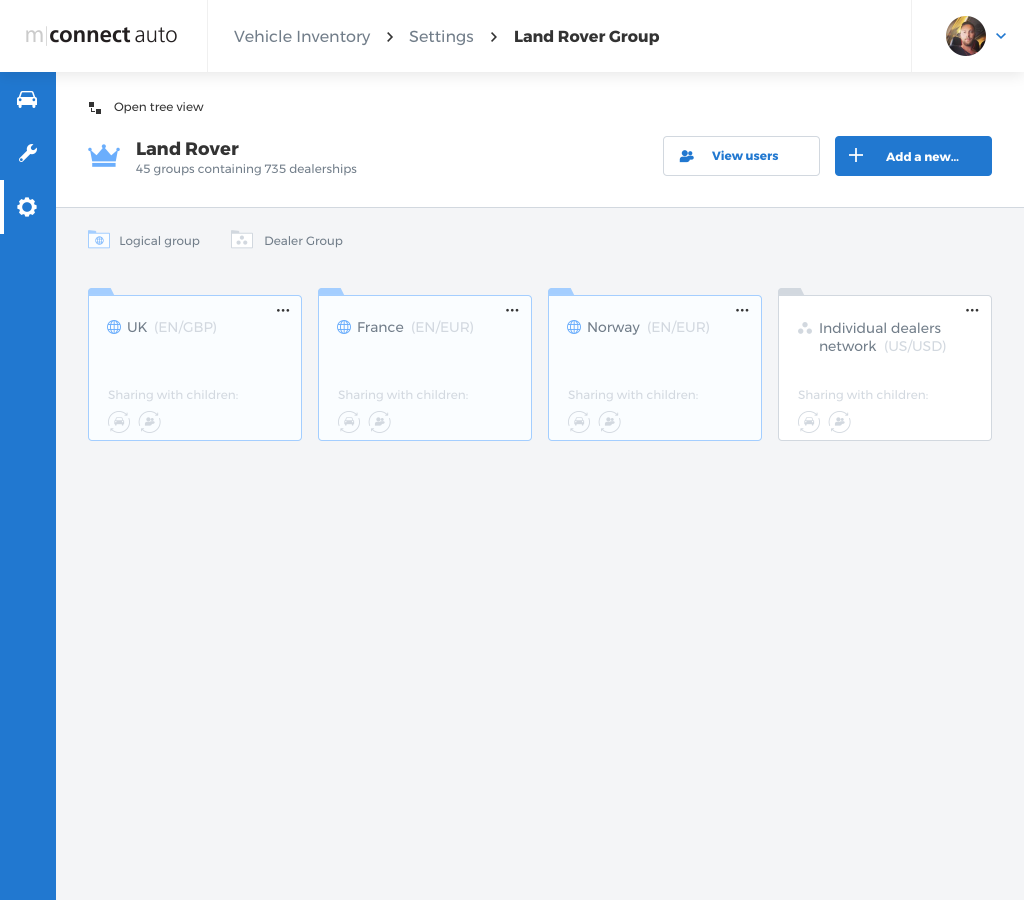 m|connect auto
Vehicle Inventory > Settings > Land Rover Group
Open tree view
Land Rover
45 groups containing 735 dealerships
View users
Add a new...
Logical group
Dealer Group
UK (EN/GBP)
Sharing with children:
France (EN/EUR)
Sharing with children:
Norway (EN/EUR)
Sharing with children:
Individual dealers
network (US/USD)
Sharing with children: